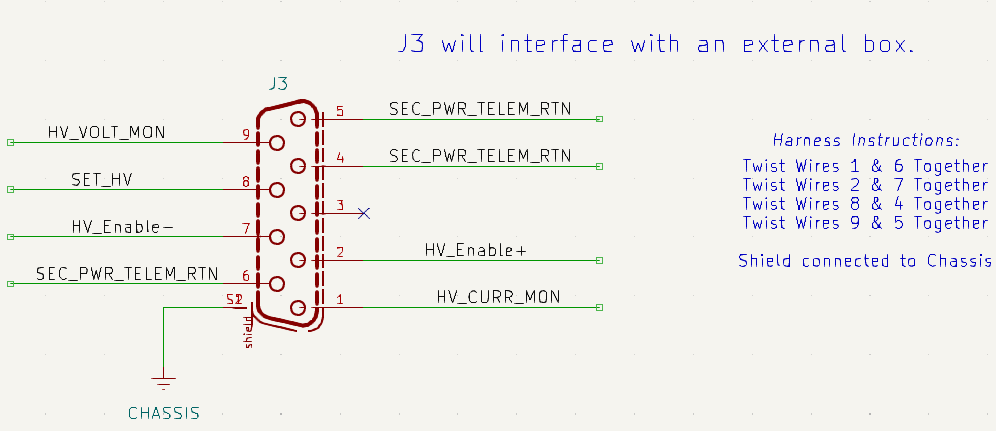 J3 will interface with an external box.
J3
HV_VOLT_MON
9
SET_HV
8
HV_Enable-
7
SEC_PWR_TELEM_RTN
6
shield
CHASSIS
5
SEC_PWR_TELEM_RTN
4
SEC_PWR_TELEM_RTN
3
2
HV_Enable+
1
HV_CURR_MON
Harness Instructions:
Twist Wires 1 & 6 Together
Twist Wires 2 & 7 Together
Twist Wires 8 & 4 Together
Twist Wires 9 & 5 Together
Shield connected to Chassis